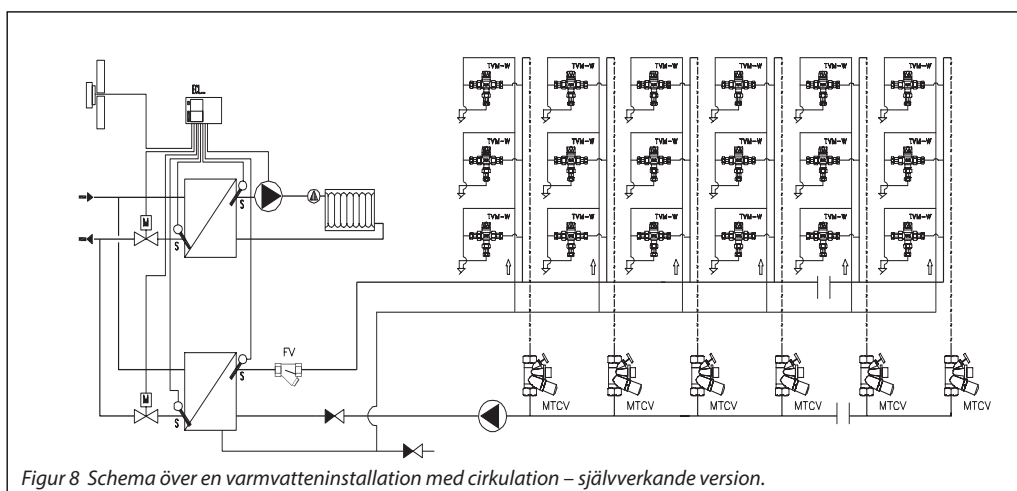 TVM-W TVM-W TVM-W TVM-W TVM-W TVM-W
ECL
TVM-W TVM-W TVM-W TVM-W TVM-W TVM-W
S
M
TVM-W TVM-W TVM-W TVM-W TVM-W TVM-W
S
FV
S
M
S
MTCV MTCV MTCV MTCV MTCV MTCV
Figur 8 Schema över en varmvatteninstallation med cirkulation – självverkande version.